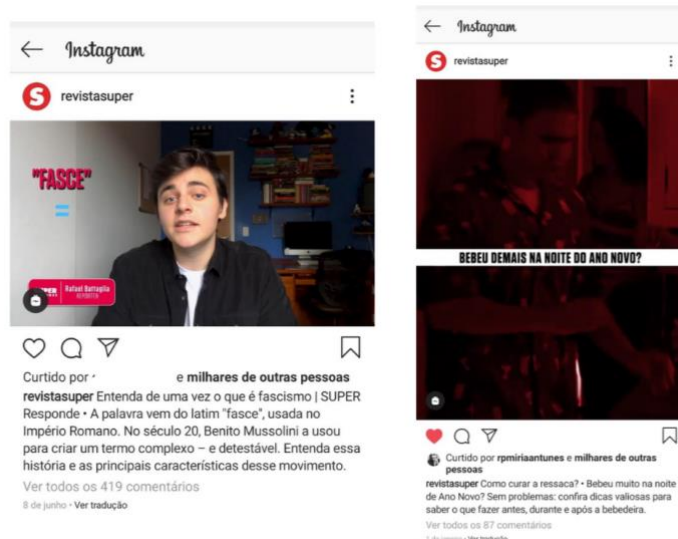 Instagram
revistasuper
"FASCE"
=
Rafael Battaglia
REPÓRTER
Curtido por
e milhares de outras pessoas
revistasuper Entenda de uma vez o que é fascismo | SUPER
Responde • A palavra vem do latim "fasce", usada no
Império Romano. No século 20, Benito Mussolini a usou
para criar um termo complexo – e detestável. Entenda essa
história e as principais características desse movimento.
Ver todos os 419 comentários
8 de junho • Ver tradução
Instagram
revistasuper
BEBEU DEMAIS NA NOITE DO ANO NOVO?
Curtido por rpmiriaantunes e milhares de outras
pessoas
revistasuper Como curar a ressaca? • Bebeu muito na noite
de Ano Novo? Sem problemas: confira dicas valiosas para
saber o que fazer antes, durante e após a bebedeira.
Ver todos os 87 comentários